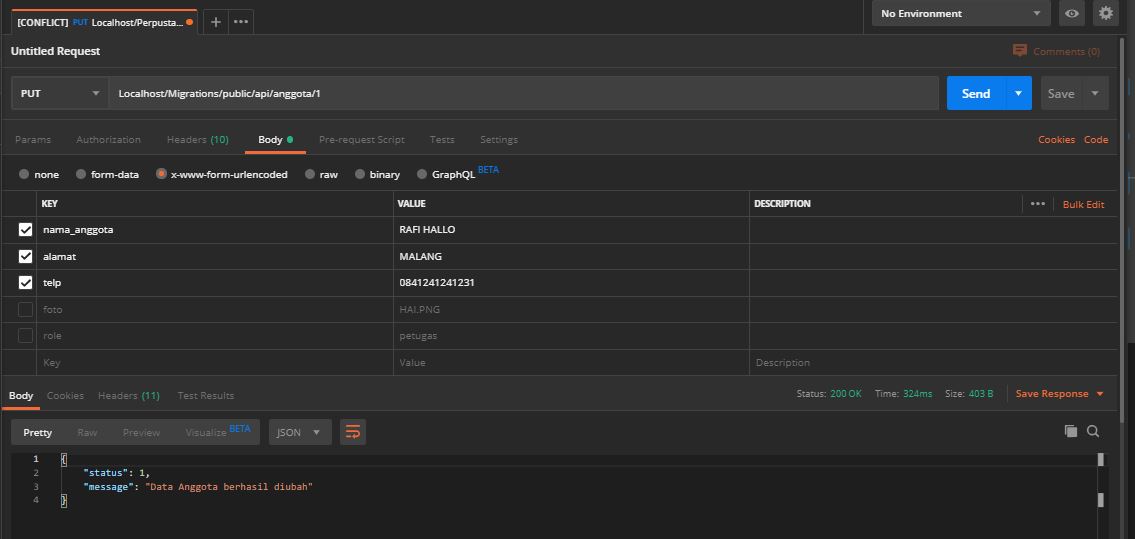 [CONFLICT] PUT Localhost/Perpusta... + •••
No Environment
Untitled Request
Comments (0)
PUT Localhost/Migrations/public/api/anggota/1 Send Save
Params Authorization Headers (10) Body Pre-request Script Tests Settings Cookies Code
none form-data x-www-form-urlencoded raw binary GraphQL BETA
KEY VALUE DESCRIPTION ••• Bulk Edit
nama_anggota RAFI HALLO
alamat MALANG
telp 0841241241231
foto HAI.PNG
role petugas
Key Value Description
Body Cookies Headers (11) Test Results Status: 200 OK Time: 324ms Size: 403 B Save Response
Pretty Raw Preview Visualize BETA JSON
1 {
2 "status": 1,
3 "message": "Data Anggota berhasil diubah"
4 }